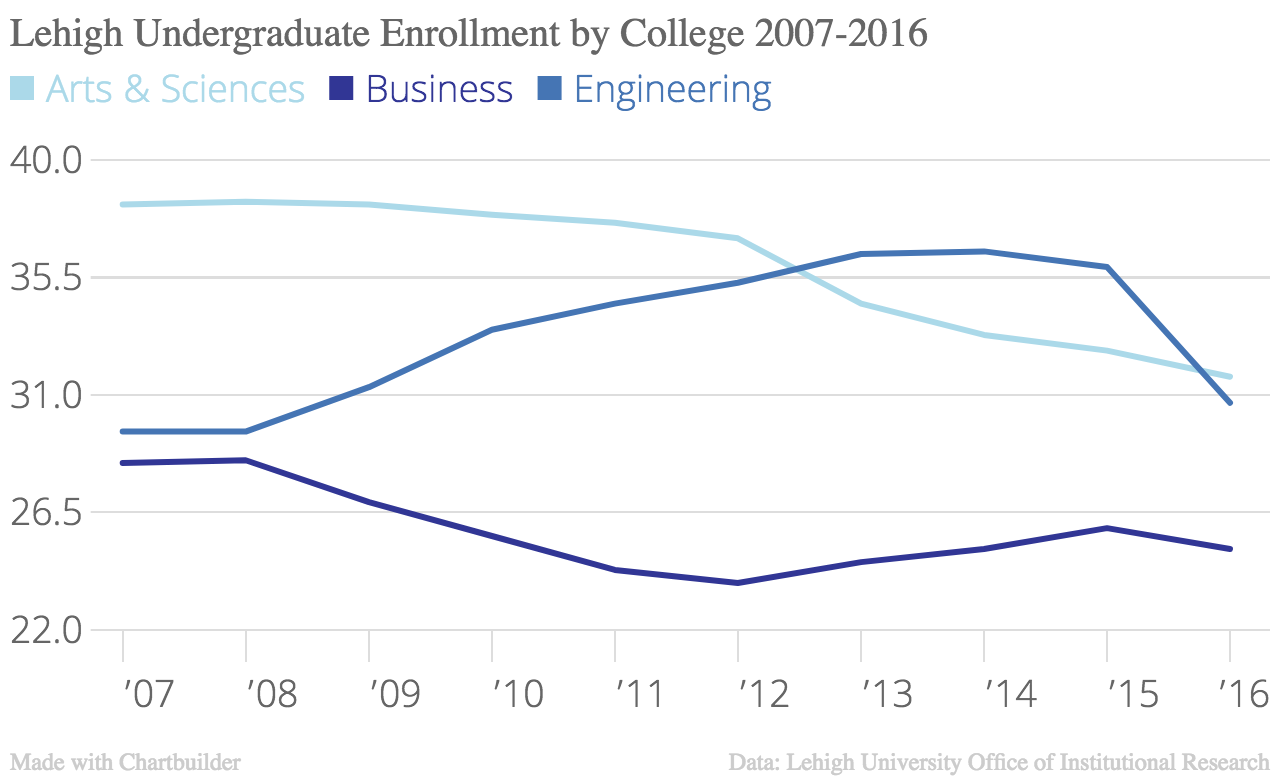 Lehigh Undergraduate Enrollment by College 2007-2016
Arts & Sciences Business Engineering
40.0
35.5
31.0
26.5
22.0
’07 ’08 ’09 ’10 ’11 ’12 ’13 ’14 ’15 ’16
Made with Chartbuilder Data: Lehigh University Office of Institutional Research